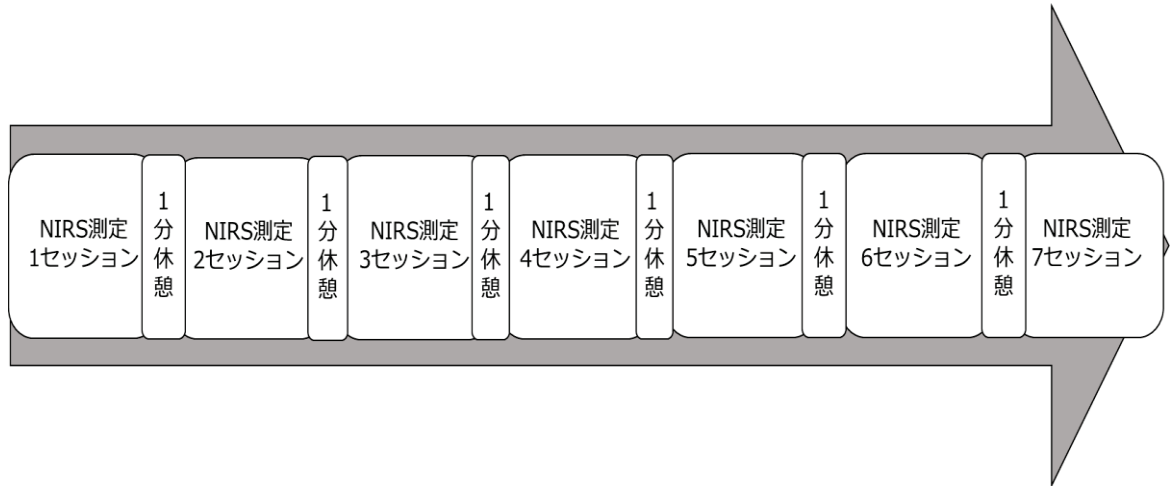 NIRS測定
1セッション
1分休憩
NIRS測定
2セッション
1分休憩
NIRS測定
3セッション
1分休憩
NIRS測定
4セッション
1分休憩
NIRS測定
5セッション
1分休憩
NIRS測定
6セッション
1分休憩
NIRS測定
7セッション